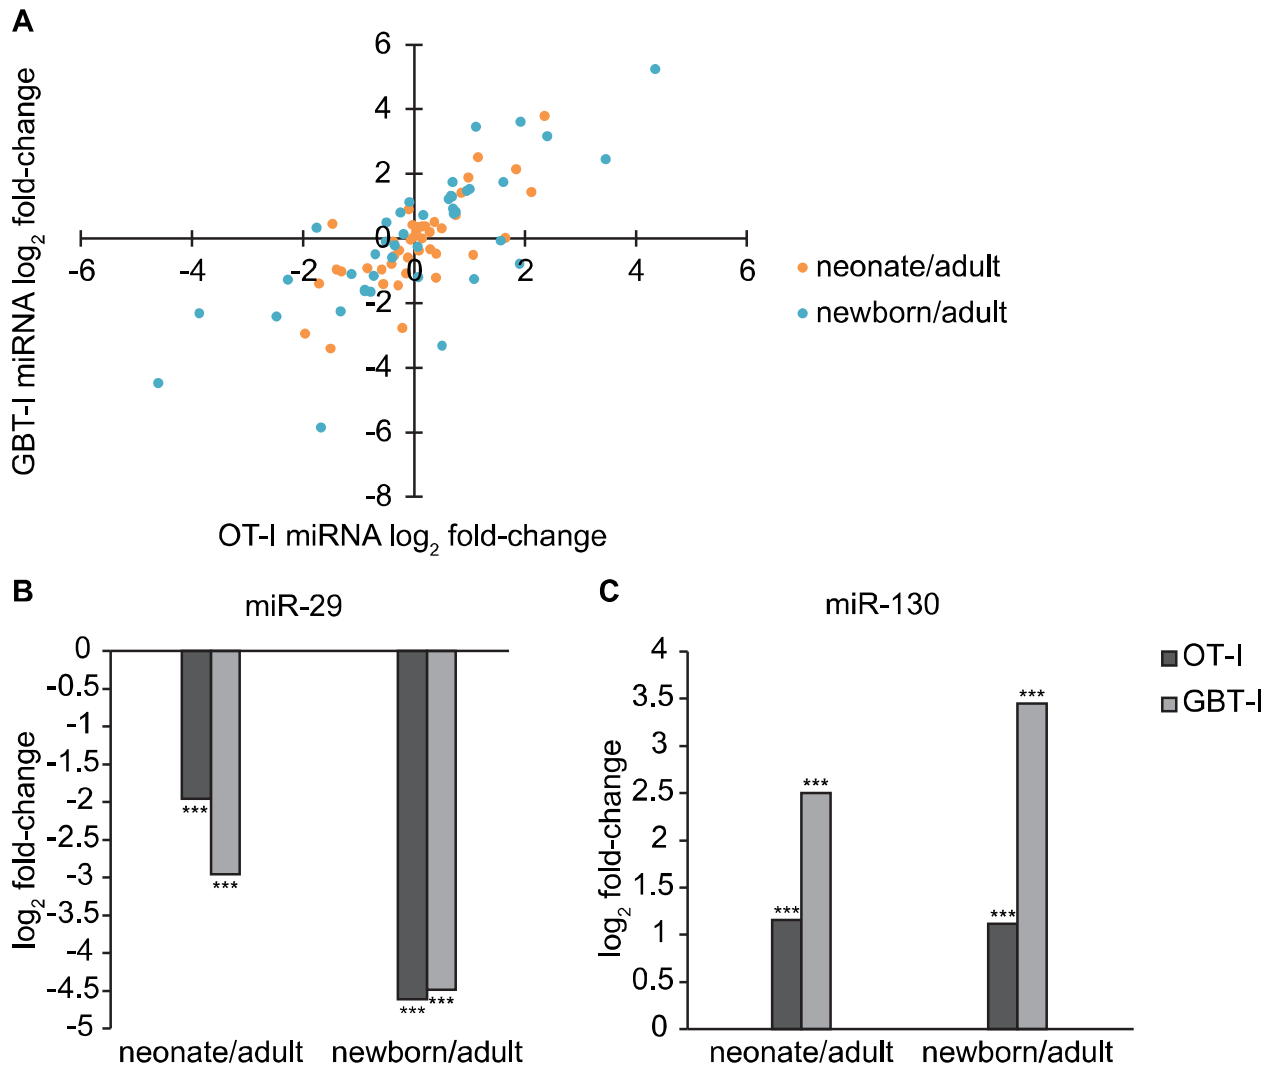 A
GBT-I miRNA log2 fold-change
6
4
2
0
-2
-4
-6
-8
-6
-4
-2
0
2
4
6
neonate/adult
newborn/adult
OT-I miRNA log2 fold-change
B
miR-29
log2 fold-change
0
-0.5
-1
-1.5
-2
-2.5
-3
-3.5
-4
-4.5
-5
***
***
***
***
neonate/adult
newborn/adult
C
miR-130
log2 fold-change
4
3.5
3
2.5
2
1.5
1
0.5
0
***
***
***
***
neonate/adult
newborn/adult
OT-I
GBT-I